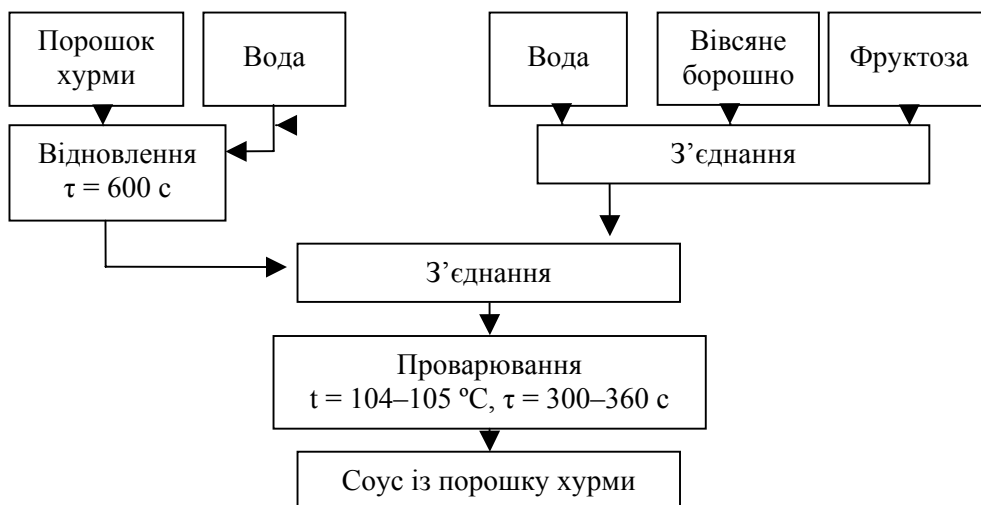 Порошок
хурми
Вода
Вода
Вівсяне
борошно
Фруктоза
Відновлення
τ = 600 с
З’єднання
З’єднання
Проварювання
t = 104–105 ºС, τ = 300–360 с
Соус із порошку хурми